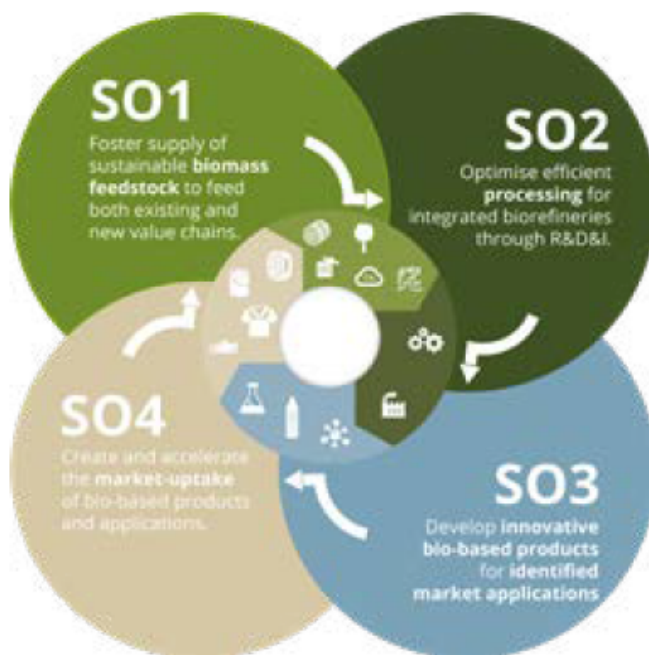 SO1
Foster supply of
sustainable biomass
feedstock to feed
both existing and
new value chains.
SO2
Optimise efficient
processing for
integrated biorefineries
through R&D&I.
SO4
Create and accelerate
the market-uptake
of bio-based products
and applications.
SO3
Develop innovative
bio-based products
for identified
market applications